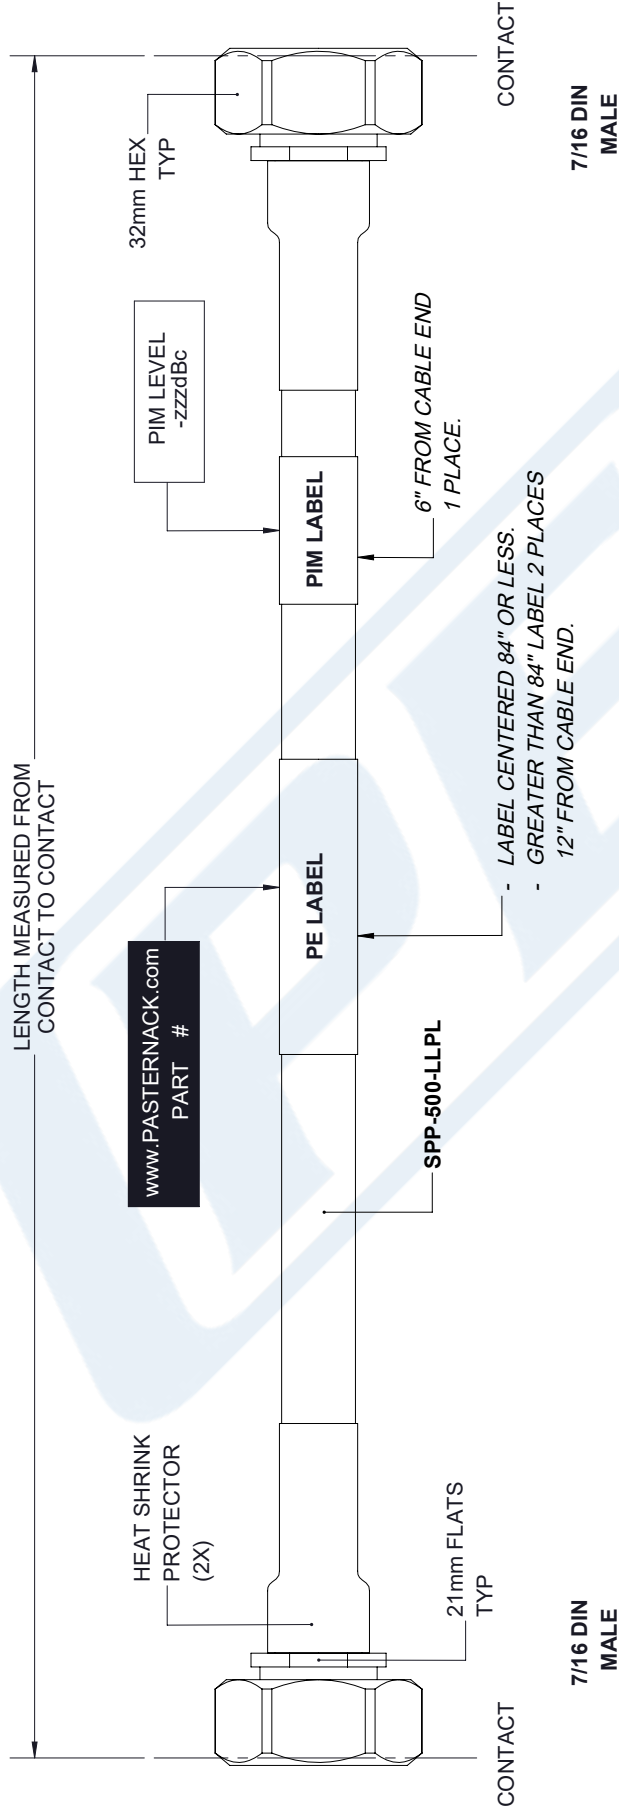 LENGTH MEASURED FROM
CONTACT TO CONTACT
HEAT SHRINK
PROTECTOR
(2X)
www.PASTERNACK.com
PART #
PIM LEVEL
-zzzdBc
32mm HEX
TYP
PE LABEL
PIM LABEL
21mm FLATS
TYP
SPP-500-LLPL
6" FROM CABLE END
1 PLACE.
- LABEL CENTERED 84" OR LESS.
- GREATER THAN 84" LABEL 2 PLACES
12" FROM CABLE END.
CONTACT
CONTACT
7/16 DIN
MALE
7/16 DIN
MALE